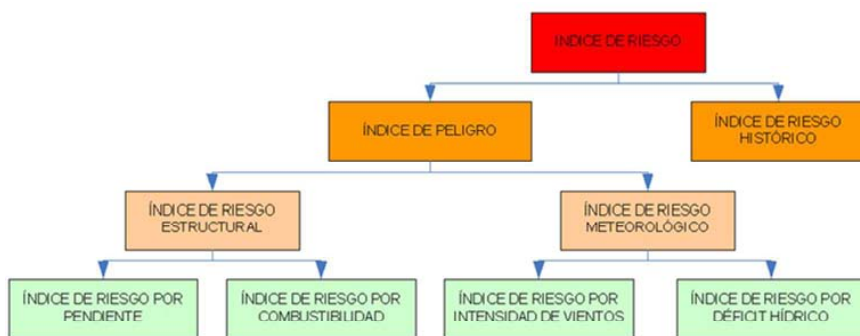 ÍNDICE DE RIESGO
ÍNDICE DE PELIGRO
ÍNDICE DE RIESGO
HISTÓRICO
ÍNDICE DE RIESGO
ESTRUCTURAL
ÍNDICE DE RIESGO
METEOROLÓGICO
ÍNDICE DE RIESGO POR
PENDIENTE
ÍNDICE DE RIESGO POR
COMBUSTIBILIDAD
ÍNDICE DE RIESGO POR
INTENSIDAD DE VIENTOS
ÍNDICE DE RIESGO POR
DÉFICIT HÍDRICO